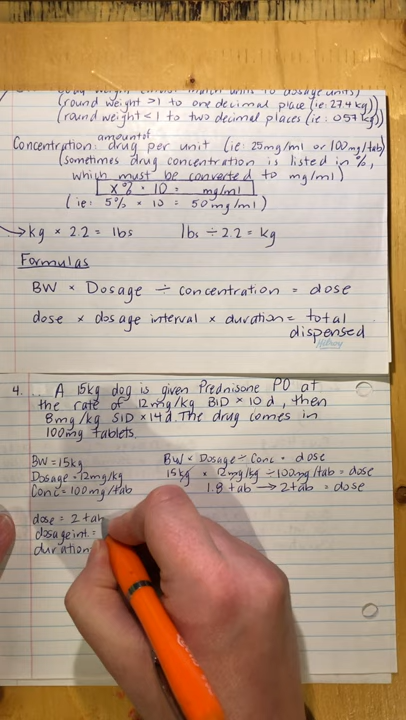 (round weight >1 to one decimal place (ie: 27.4 kg))
(round weight <1 to two decimal places (ie: 0.57 kg))
amount of
Concentration: drug per unit (ie: 25mg/ml or 100mg/tab)
(sometimes drug concentration is listed in %,
which must be converted to mg/ml)
X% × 10 = mg/ml
(ie: 5% × 10 = 50mg/ml)
→ kg × 2.2 = lbs lbs ÷ 2.2 = kg
Formulas
BW × Dosage ÷ concentration = dose
dose × dosage interval × duration = total
dispensed
Hilroy
4. A 15kg dog is given Prednisone PO at
the rate of 12mg/kg BID × 10 d, then
8mg/kg SID × 14 d. The drug comes in
100mg tablets.
BW = 15kg BW × Dosage ÷ Conc = dose
Dosage = 12mg/kg 15kg × 12mg/kg ÷ 100mg/tab = dose
Conc = 100mg/tab 1.8 tab → 2 tab = dose
dose = 2 tab
dosage int. =
duration